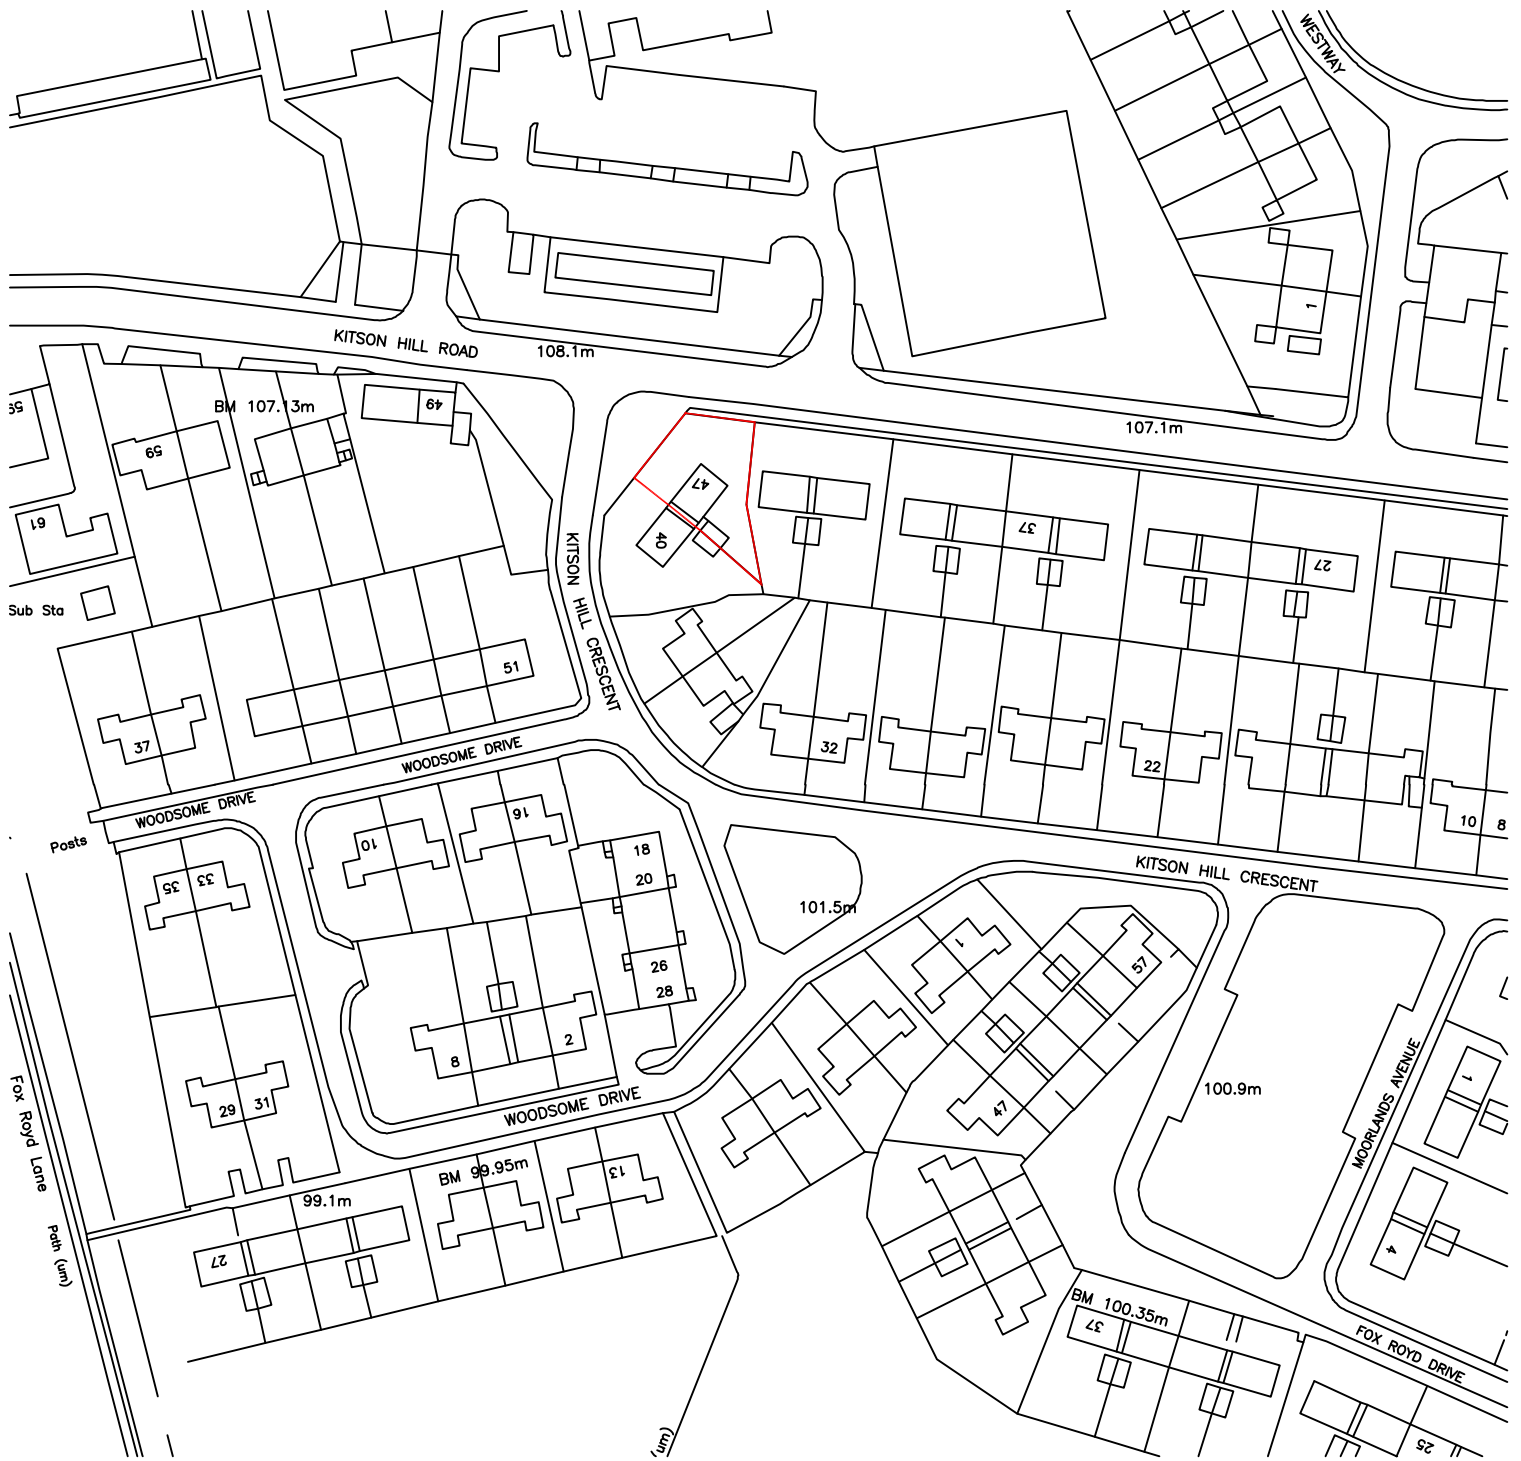 WESTWAY
1
KITSON HILL ROAD
108.1m
107.1m
59
BM 107.13m
49
59
61
47
40
37
27
Sub Sta
KITSON HILL CRESCENT
51
37
32
22
10
8
WOODSOME DRIVE
WOODSOME DRIVE
Posts
10
16
18
20
35
33
26
28
8
2
101.5m
KITSON HILL CRESCENT
1
57
47
100.9m
MOORLANDS AVENUE
1
4
29
31
WOODSOME DRIVE
Fox Royd Lane
Path (um)
99.1m
BM 99.95m
13
27
BM 100.35m
37
FOX ROYD DRIVE
25
(um)